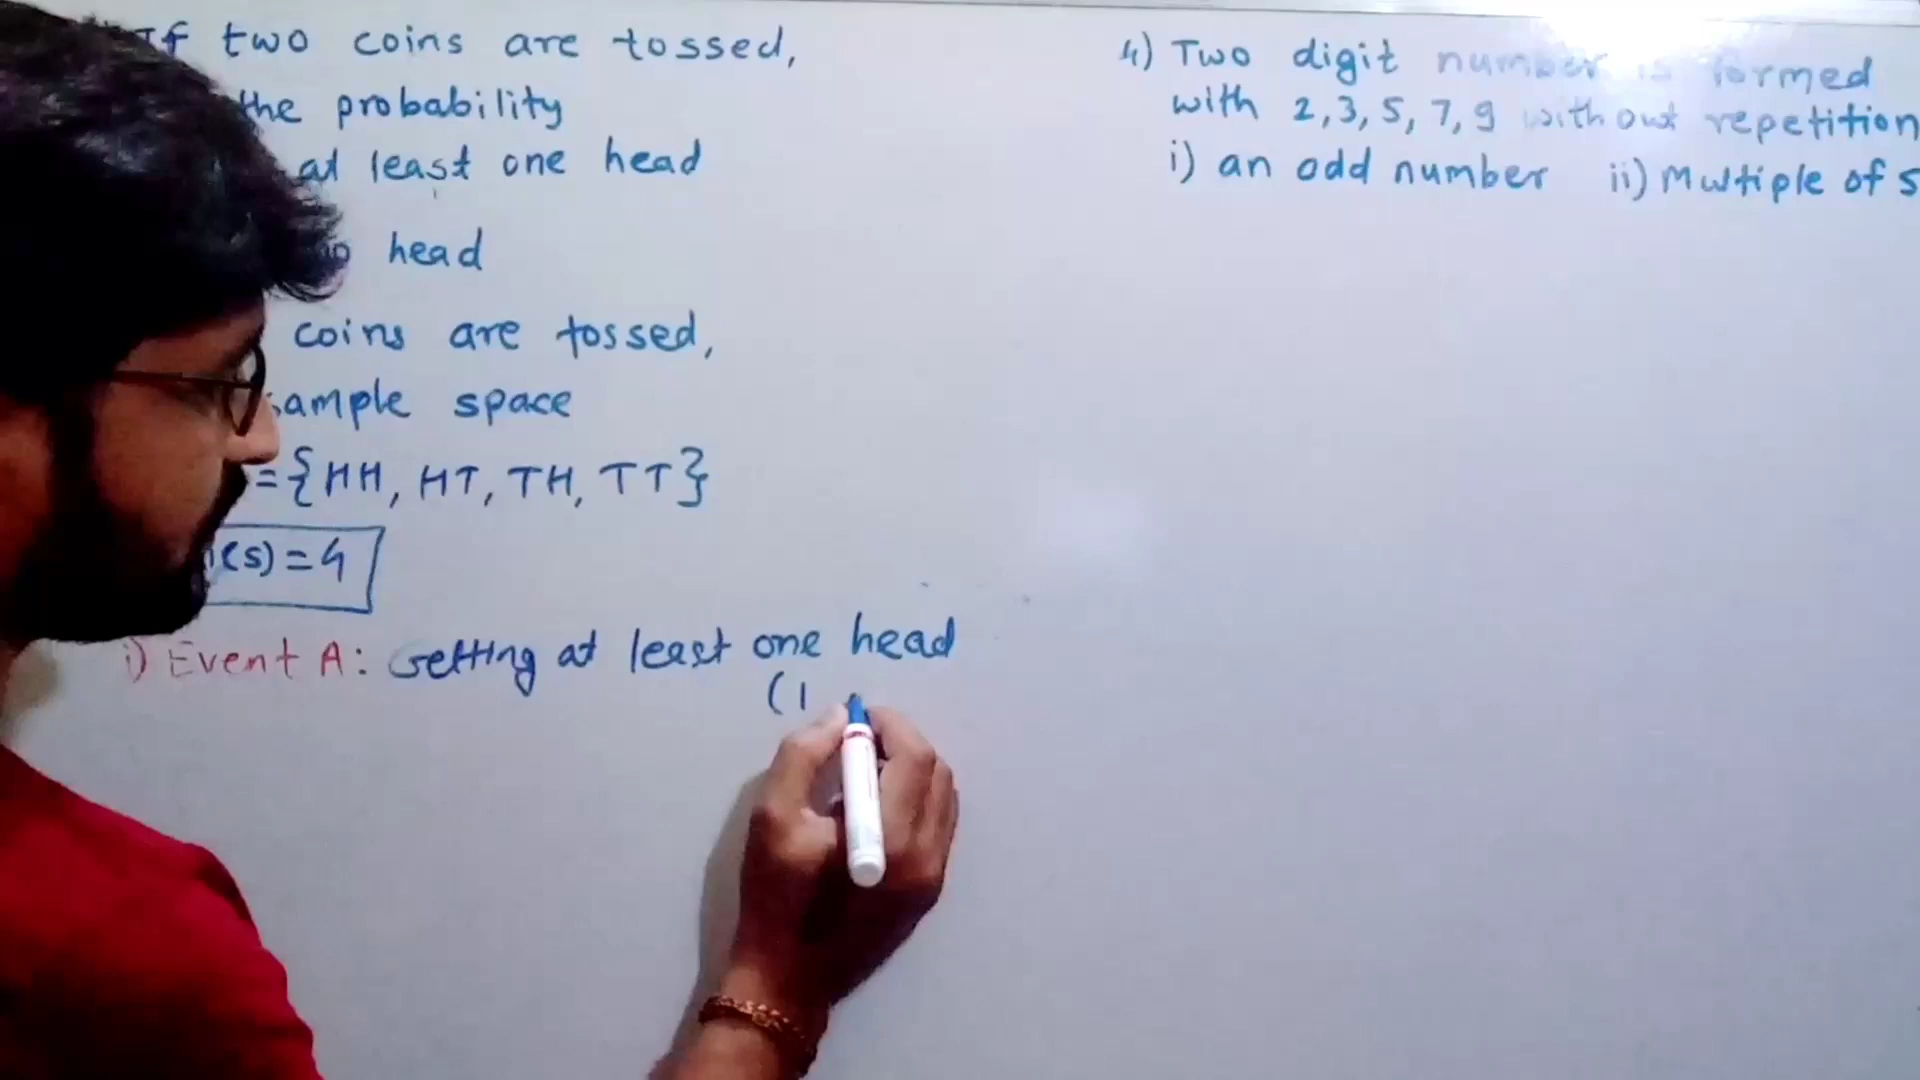 If two coins are tossed,
the probability
at least one head
head
coins are tossed,
sample space
= {HH, HT, TH, TT}
n(s) = 4
i) Event A: Getting at least one head
(1
4) Two digit number is formed
with 2,3,5,7,9 without repetition
i) an odd number ii) Multiple of 5